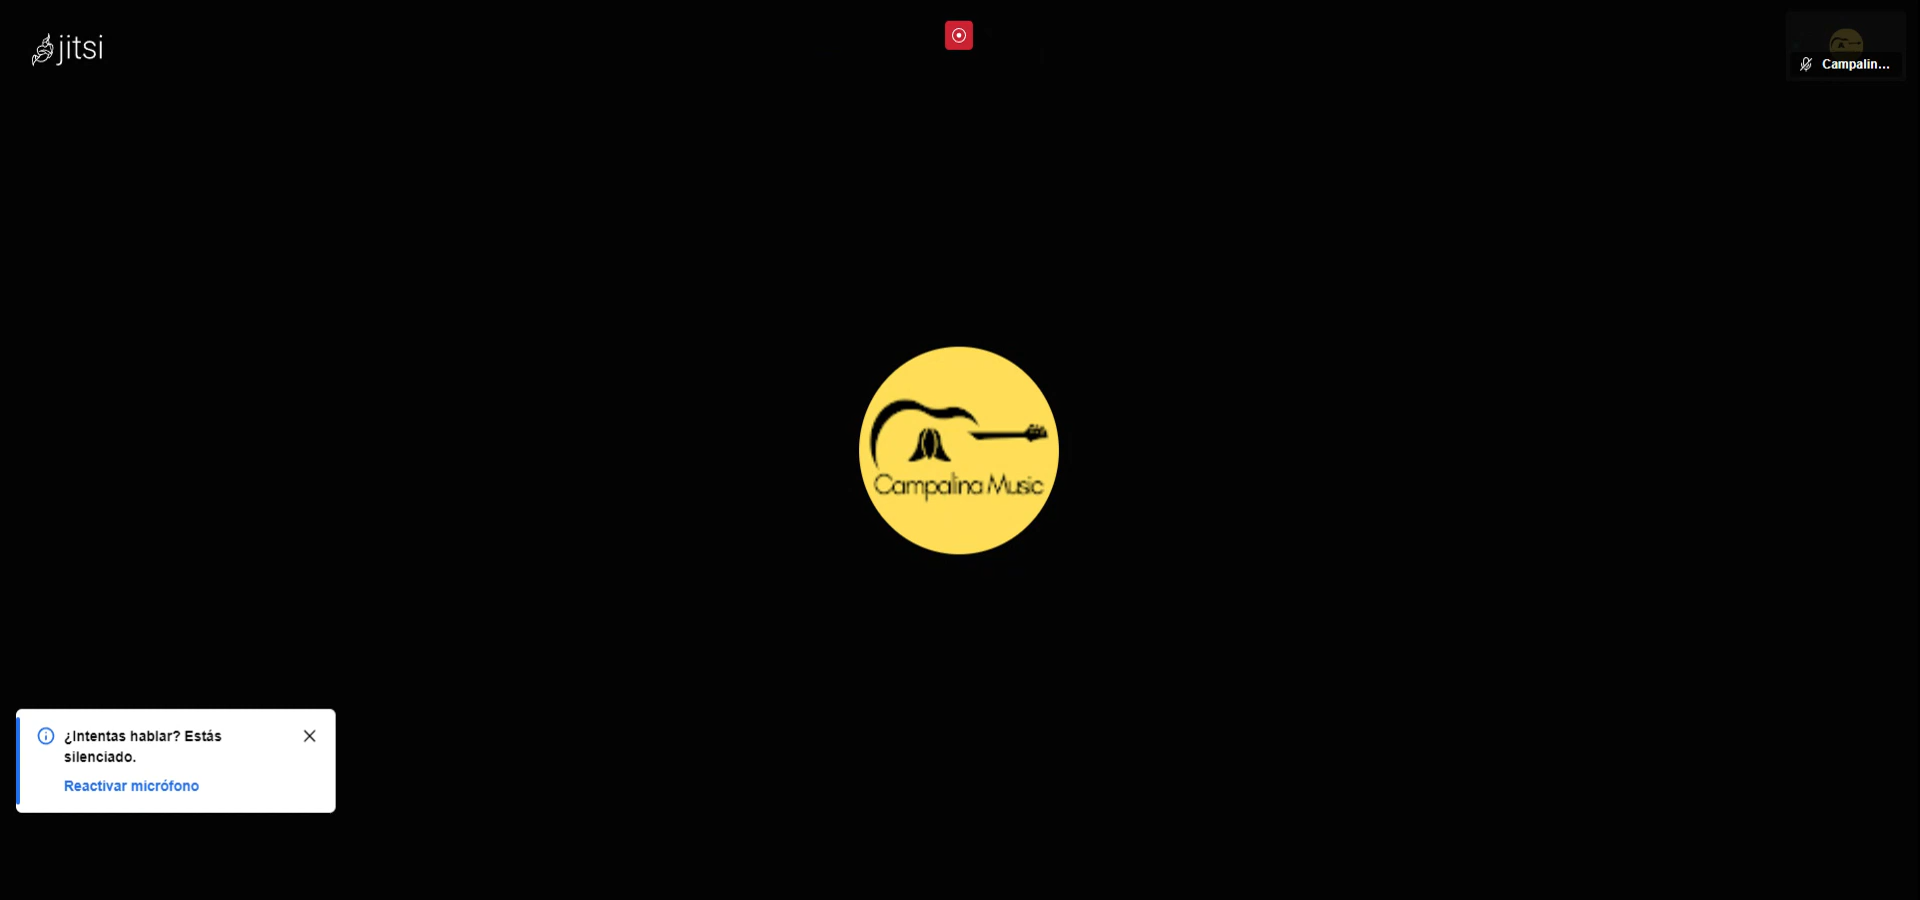 jitsi
Campalin...
Campalina Music
¿Intentas hablar? Estás
silenciado.
Reactivar micrófono